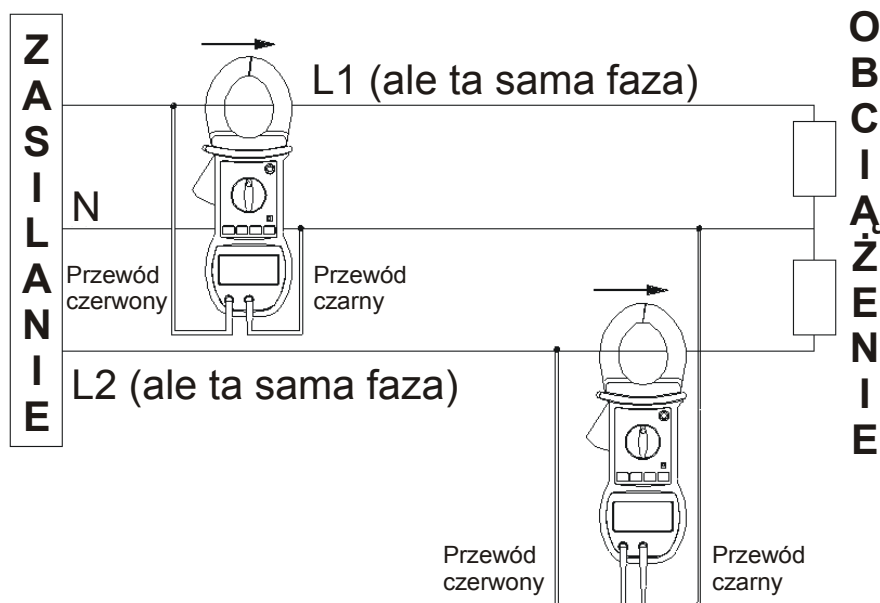 ZASILANIE
L1 (ale ta sama faza)
N
Przewód
czerwony
Przewód
czarny
L2 (ale ta sama faza)
Przewód
czerwony
Przewód
czarny
OBCIĄŻENIE